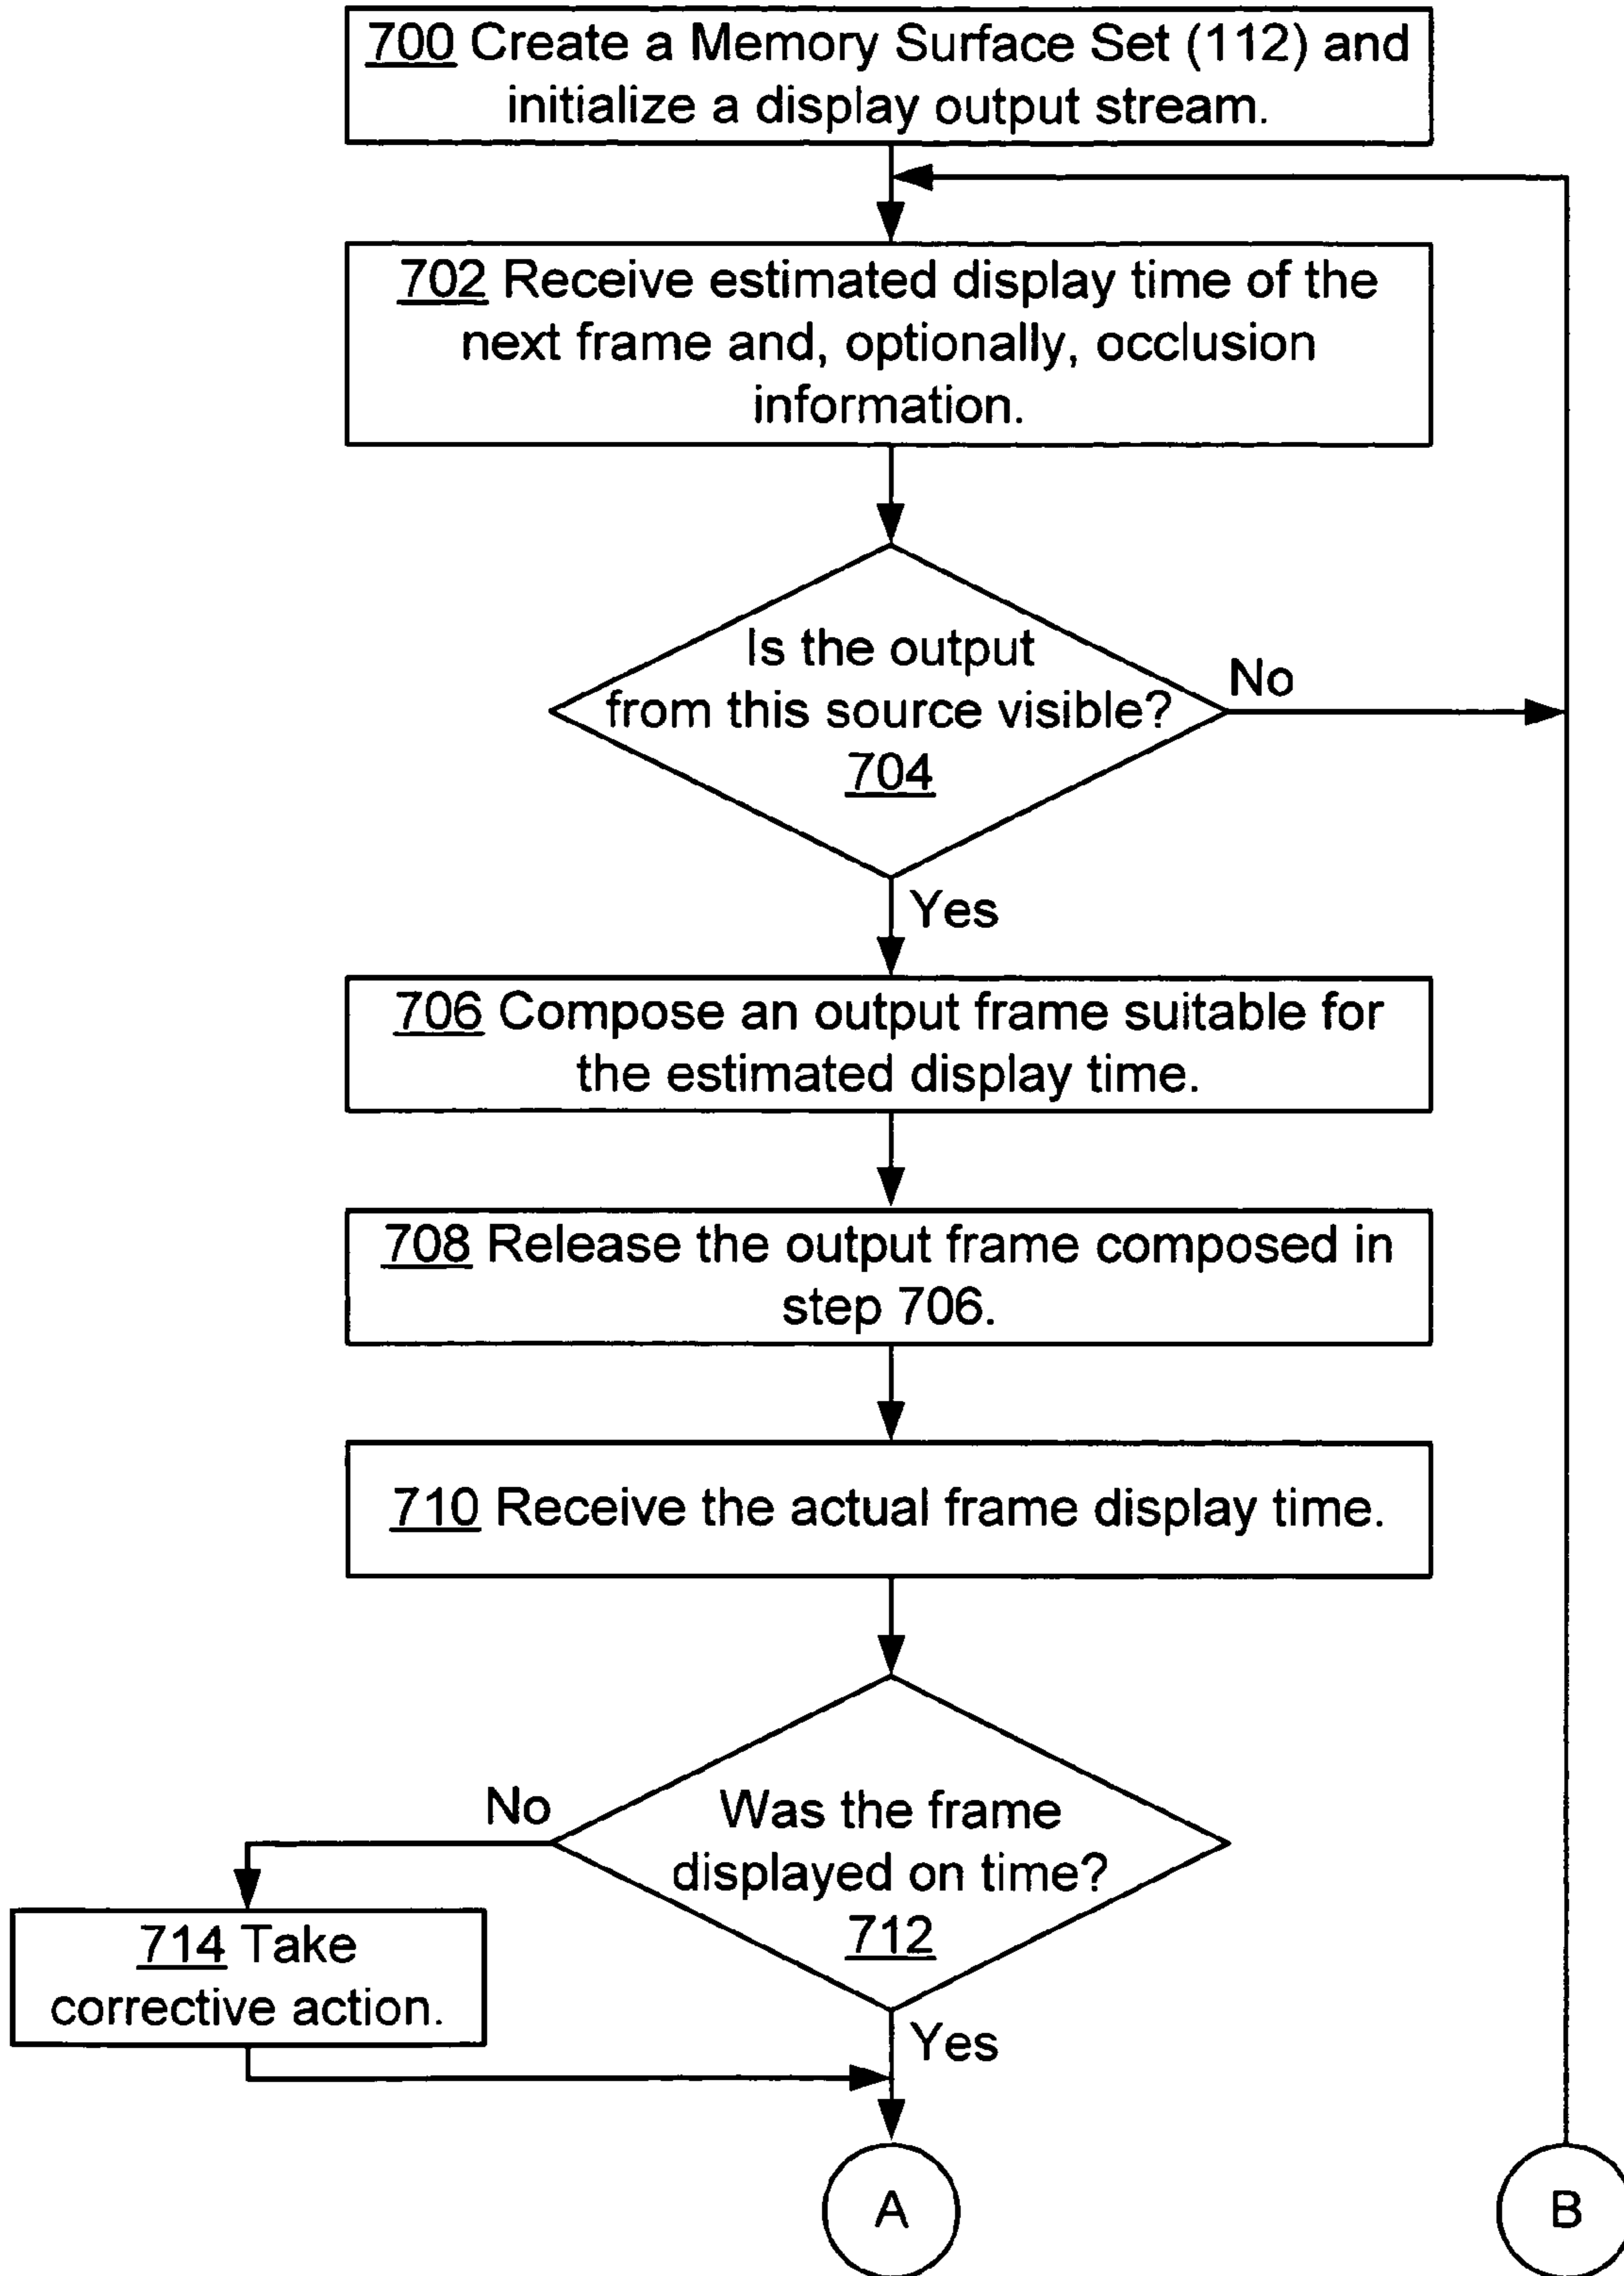 700 Create a Memory Surface Set (112) and
initialize a display output stream.
702 Receive estimated display time of the
next frame and, optionally, occlusion
information.
Is the output
from this source visible?
704
No
Yes
706 Compose an output frame suitable for
the estimated display time.
708 Release the output frame composed in
step 706.
710 Receive the actual frame display time.
Was the frame
displayed on time?
712
No
714 Take
corrective action.
Yes
A
B